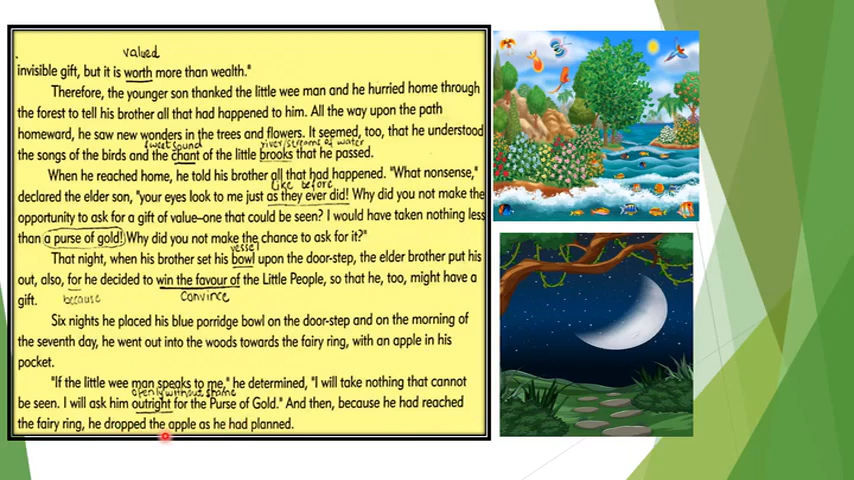 valued
invisible gift, but it is worth more than wealth."
Therefore, the younger son thanked the little wee man and he hurried home through
the forest to tell his brother all that had happened to him. All the way upon the path
homeward, he saw new wonders in the trees and flowers. It seemed, too, that he understood
sweet sound river/streams of water
the songs of the birds and the chant of the little brooks that he passed.
When he reached home, he told his brother all that had happened. "What nonsense,"
like before
declared the elder son, "your eyes look to me just as they ever did! Why did you not make the
opportunity to ask for a gift of value–one that could be seen? I would have taken nothing less
than a purse of gold! Why did you not make the chance to ask for it?"
vessel
That night, when his brother set his bowl upon the door-step, the elder brother put his
out, also, for he decided to win the favour of the Little People, so that he, too, might have a
gift.
because convince
Six nights he placed his blue porridge bowl on the door-step and on the morning of
the seventh day, he went out into the woods towards the fairy ring, with an apple in his
pocket.
"If the little wee man speaks to me," he determined, "I will take nothing that cannot
openly without shame
be seen. I will ask him outright for the Purse of Gold." And then, because he had reached
the fairy ring, he dropped the apple as he had planned.